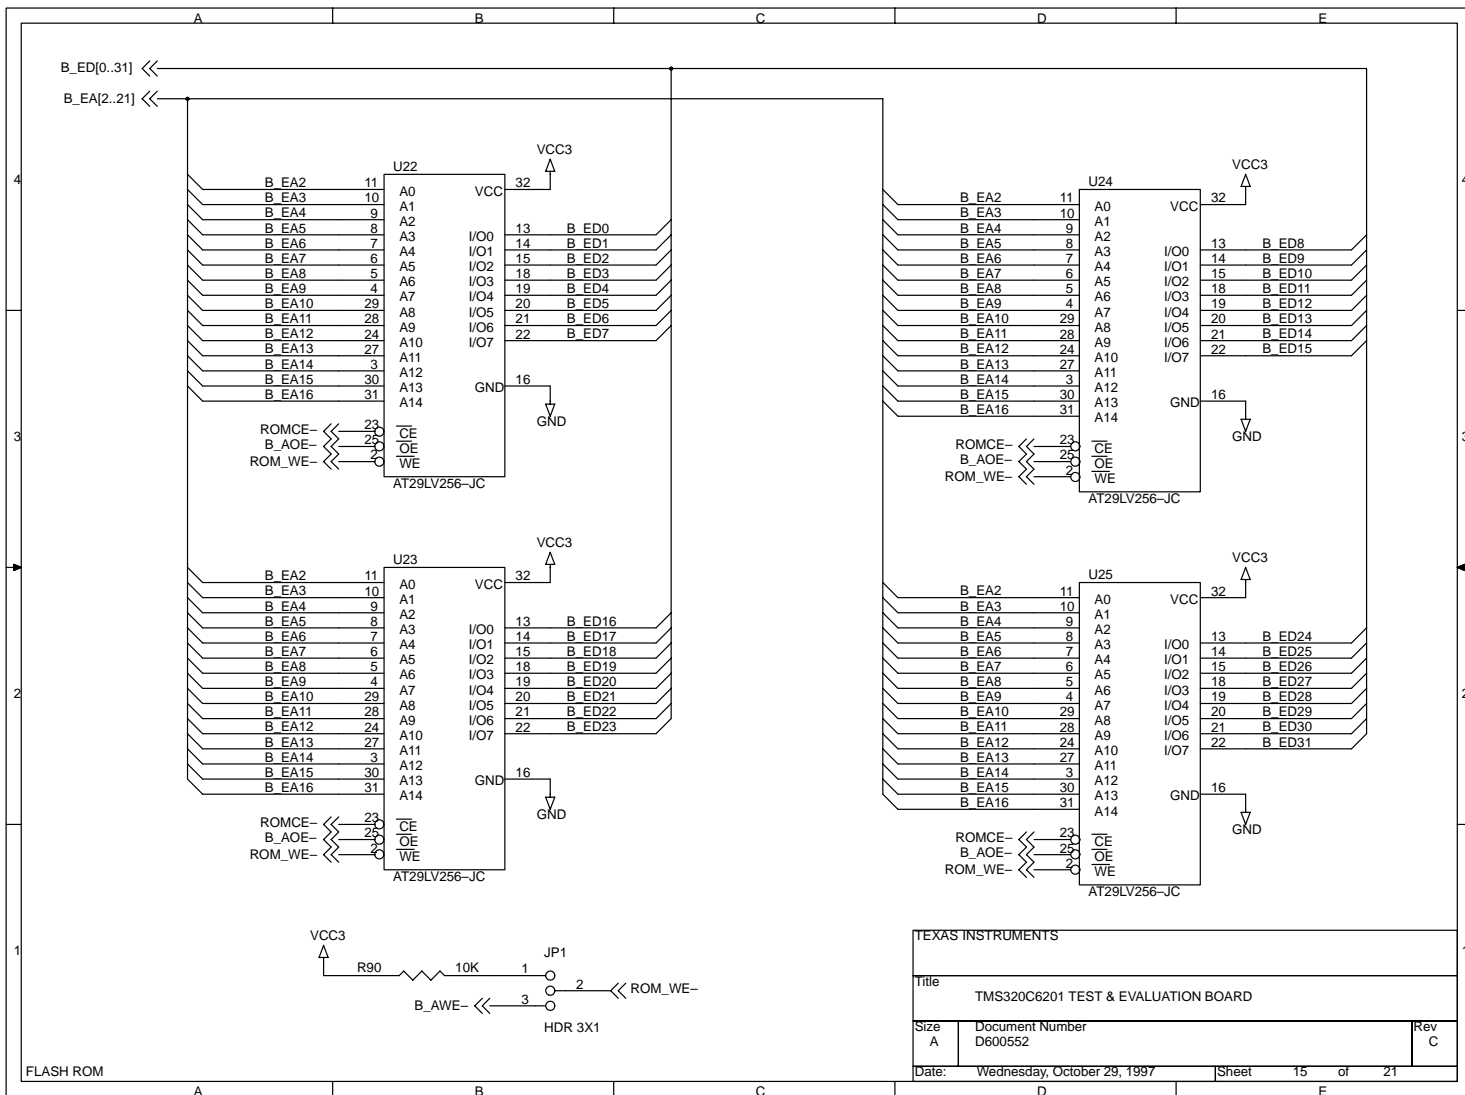 A B C D E
B_ED[0..31]
B_EA[2..21]
4 4
U22
VCC3
B_EA2 11 A0 VCC 32
B_EA3 10 A1
B_EA4 9 A2
B_EA5 8 A3 I/O0 13 B_ED0
B_EA6 7 A4 I/O1 14 B_ED1
B_EA7 6 A5 I/O2 15 B_ED2
B_EA8 5 A6 I/O3 18 B_ED3
B_EA9 4 A7 I/O4 19 B_ED4
B_EA10 29 A8 I/O5 20 B_ED5
B_EA11 28 A9 I/O6 21 B_ED6
B_EA12 24 A10 I/O7 22 B_ED7
B_EA13 27 A11
B_EA14 3 A12
B_EA15 30 A13 GND 16
B_EA16 31 A14
GND
ROMCE– 23 CE
B_AOE– 25 OE
ROM_WE– 2 WE
AT29LV256–JC
U24
VCC3
B_EA2 11 A0 VCC 32
B_EA3 10 A1
B_EA4 9 A2
B_EA5 8 A3 I/O0 13 B_ED8
B_EA6 7 A4 I/O1 14 B_ED9
B_EA7 6 A5 I/O2 15 B_ED10
B_EA8 5 A6 I/O3 18 B_ED11
B_EA9 4 A7 I/O4 19 B_ED12
B_EA10 29 A8 I/O5 20 B_ED13
B_EA11 28 A9 I/O6 21 B_ED14
B_EA12 24 A10 I/O7 22 B_ED15
B_EA13 27 A11
B_EA14 3 A12
B_EA15 30 A13 GND 16
B_EA16 31 A14
GND
ROMCE– 23 CE
B_AOE– 25 OE
ROM_WE– 2 WE
AT29LV256–JC
3 3
U23
VCC3
B_EA2 11 A0 VCC 32
B_EA3 10 A1
B_EA4 9 A2
B_EA5 8 A3 I/O0 13 B_ED16
B_EA6 7 A4 I/O1 14 B_ED17
B_EA7 6 A5 I/O2 15 B_ED18
B_EA8 5 A6 I/O3 18 B_ED19
B_EA9 4 A7 I/O4 19 B_ED20
B_EA10 29 A8 I/O5 20 B_ED21
B_EA11 28 A9 I/O6 21 B_ED22
B_EA12 24 A10 I/O7 22 B_ED23
B_EA13 27 A11
B_EA14 3 A12
B_EA15 30 A13 GND 16
B_EA16 31 A14
GND
ROMCE– 23 CE
B_AOE– 25 OE
ROM_WE– 2 WE
AT29LV256–JC
U25
VCC3
B_EA2 11 A0 VCC 32
B_EA3 10 A1
B_EA4 9 A2
B_EA5 8 A3 I/O0 13 B_ED24
B_EA6 7 A4 I/O1 14 B_ED25
B_EA7 6 A5 I/O2 15 B_ED26
B_EA8 5 A6 I/O3 18 B_ED27
B_EA9 4 A7 I/O4 19 B_ED28
B_EA10 29 A8 I/O5 20 B_ED29
B_EA11 28 A9 I/O6 21 B_ED30
B_EA12 24 A10 I/O7 22 B_ED31
B_EA13 27 A11
B_EA14 3 A12
B_EA15 30 A13 GND 16
B_EA16 31 A14
GND
ROMCE– 23 CE
B_AOE– 25 OE
ROM_WE– 2 WE
AT29LV256–JC
2 2
VCC3
JP1
R90 10K 1
2 ROM_WE–
B_AWE– 3
HDR 3X1
1 1
TEXAS INSTRUMENTS
Title
TMS320C6201 TEST & EVALUATION BOARD
Size Document Number Rev
A D600552 C
Date: Wednesday, October 29, 1997 Sheet 15 of 21
FLASH ROM
A B C D E